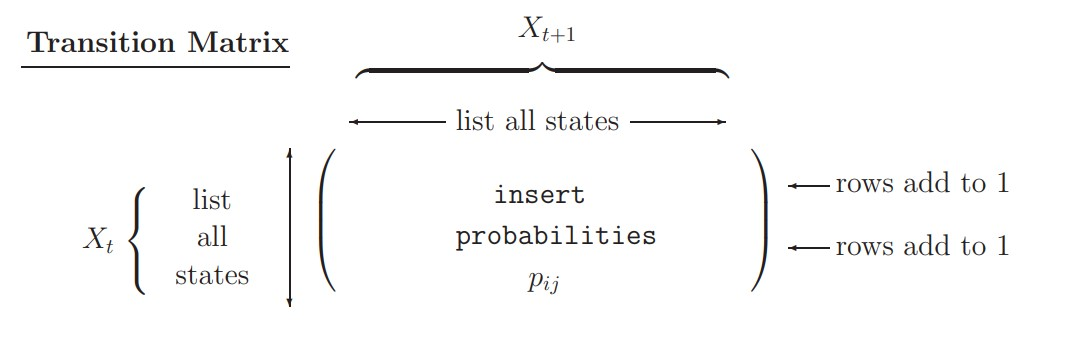 Transition Matrix
X_{t+1}
list all states
X_t
list
all
states
insert
probabilities
p_{ij}
rows add to 1
rows add to 1